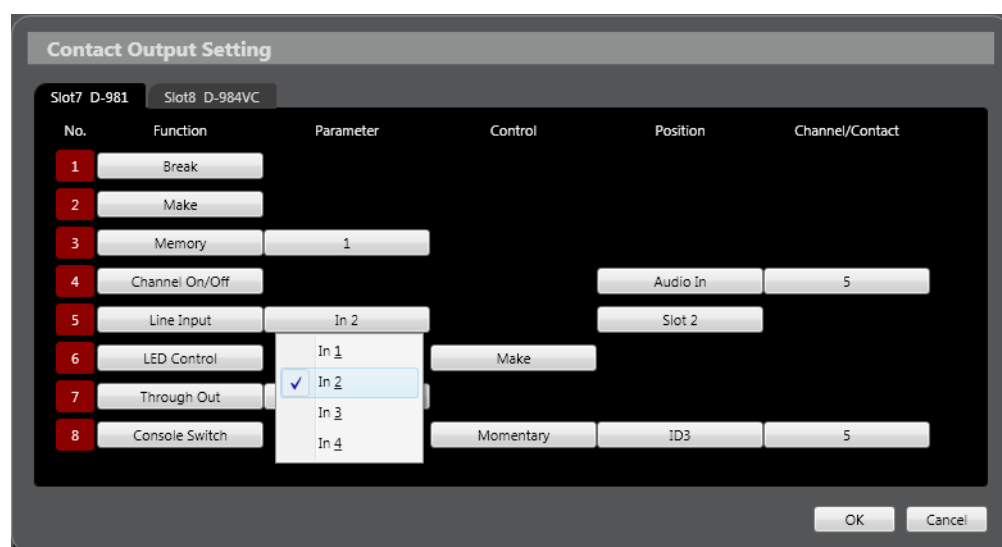 Contact Output Setting
Slot7 D-981 Slot8 D-984VC
No. Function Parameter Control Position Channel/Contact
1 Break
2 Make
3 Memory 1
4 Channel On/Off Audio In 5
5 Line Input In 2 Slot 2
In 1
6 LED Control Make
In 2
7 Through Out
In 3
8 Console Switch Momentary ID3 5
In 4
OK Cancel